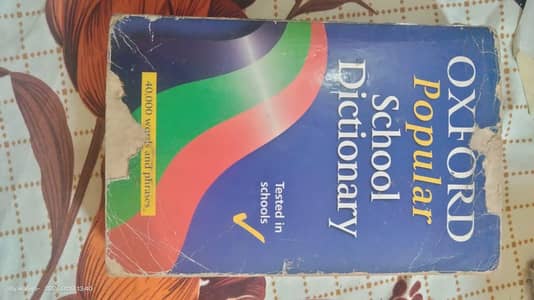 OXFORD
Popular
School
Dictionary
Tested in
schools
40,000 words and phrases